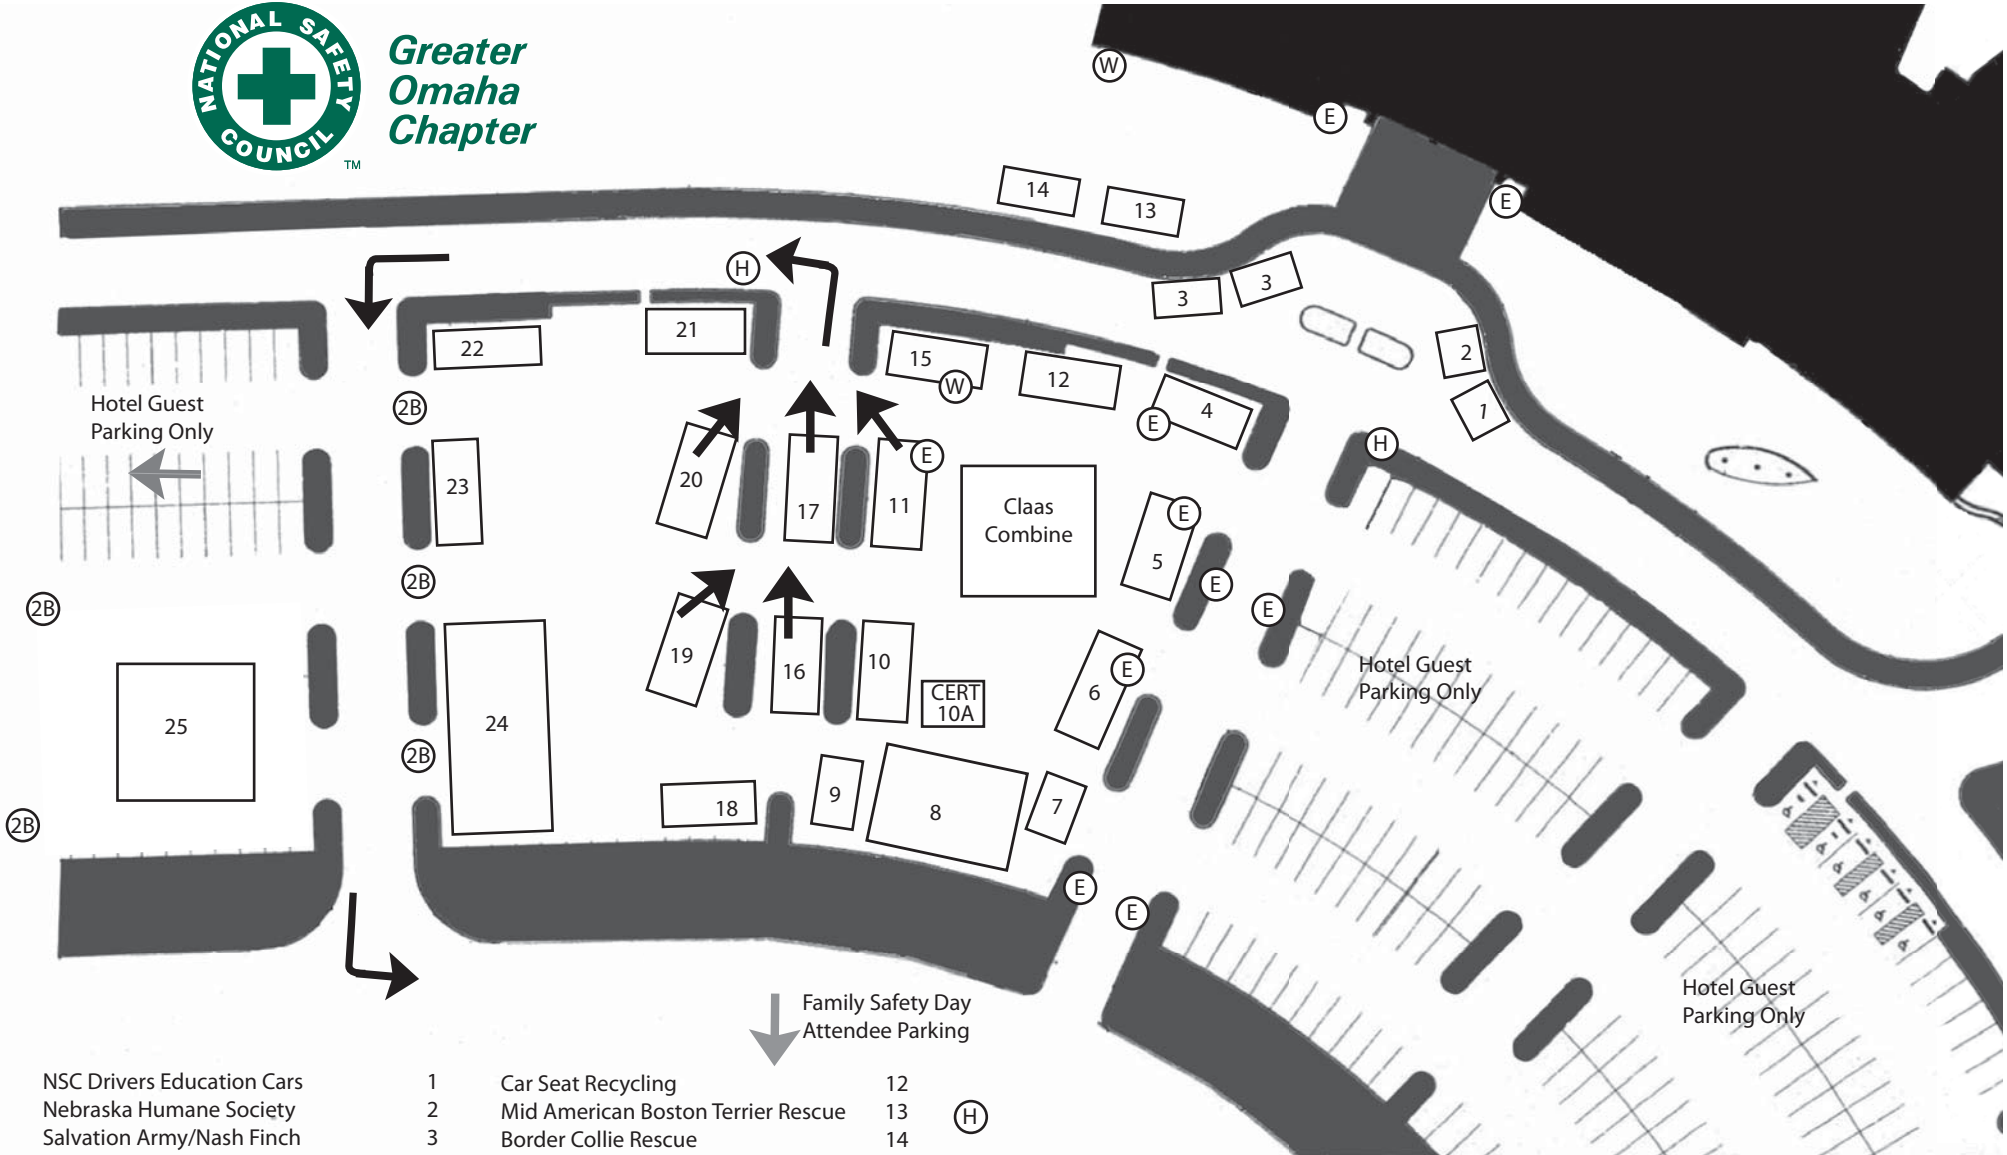 NATIONAL SAFETY COUNCIL
TM
Greater
Omaha
Chapter
W
E
E
14
13
H
3
3
22
21
15
W
12
4
E
2
1
Hotel Guest
Parking Only
2B
H
23
20
17
11
E
Claas
Combine
E
5
E
E
2B
2B
25
24
19
16
10
CERT
10A
E
6
Hotel Guest
Parking Only
2B
2B
18
9
8
7
E
E
Hotel Guest
Parking Only
Family Safety Day
Attendee Parking
NSC Drivers Education Cars 1
Nebraska Humane Society 2
Salvation Army/Nash Finch 3
Car Seat Recycling 12
Mid American Boston Terrier Rescue 13
Border Collie Rescue 14
H